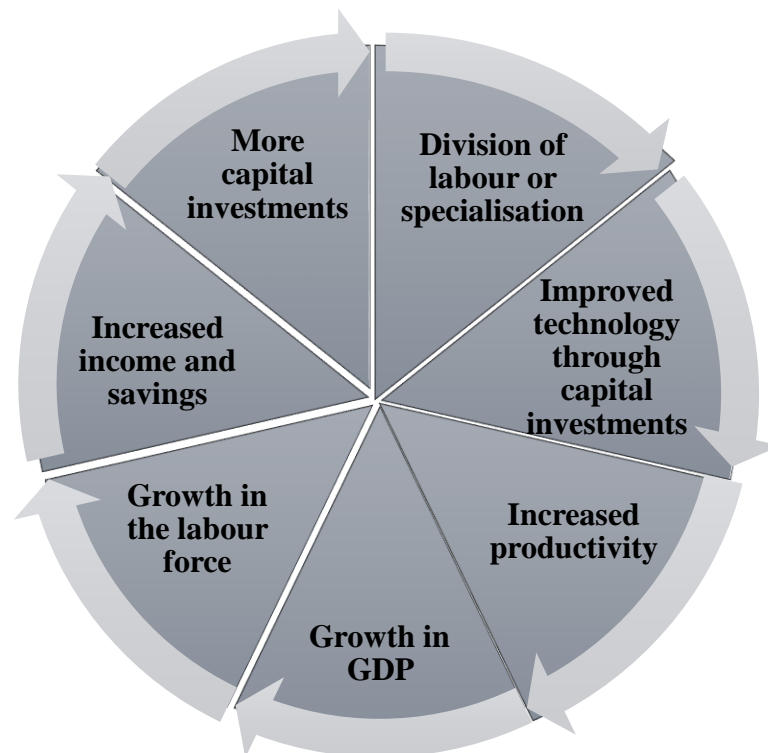 Division of
labour or
specialisation
Improved
technology
through
capital
investments
Increased
productivity
Growth in
GDP
Growth in
the labour
force
Increased
income and
savings
More
capital
investments